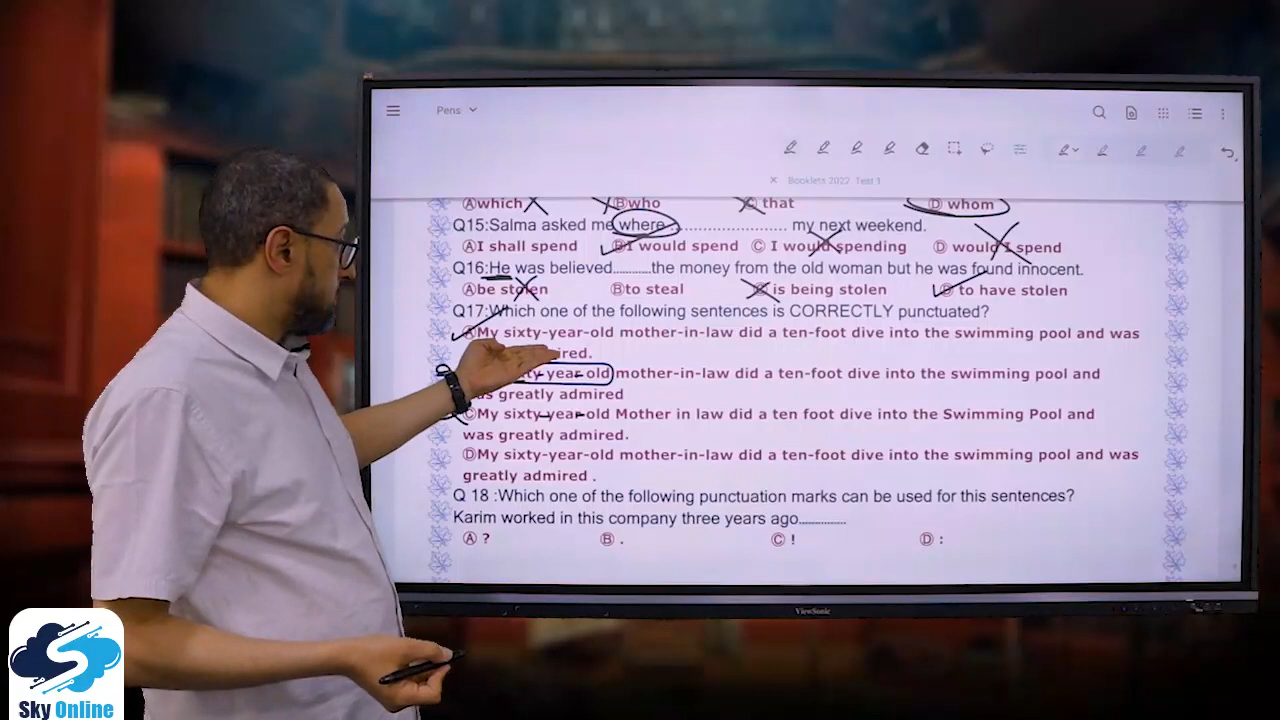 Pens
Booklets 2022 Test 1
Ⓐwhich Ⓑwho Ⓒ that Ⓓ whom
Q15:Salma asked me where ........................ my next weekend.
ⒶI shall spend ⒷI would spend Ⓒ I would spending Ⓓ would I spend
Q16:He was believed............the money from the old woman but he was found innocent.
Ⓐbe stolen Ⓑto steal Ⓒ is being stolen Ⓓ to have stolen
Q17:Which one of the following sentences is CORRECTLY punctuated?
ⒶMy sixty-year-old mother-in-law did a ten-foot dive into the swimming pool and was
year-old mother-in-law did a ten-foot dive into the swimming pool and
greatly admired
ⒸMy sixty-year-old Mother in law did a ten foot dive into the Swimming Pool and
was greatly admired.
ⒹMy sixty-year-old mother-in-law did a ten-foot dive into the swimming pool and was
greatly admired .
Q 18 :Which one of the following punctuation marks can be used for this sentences?
Karim worked in this company three years ago...............
Ⓐ ? Ⓑ . Ⓒ ! Ⓓ :
ViewSonic
S
Sky Online